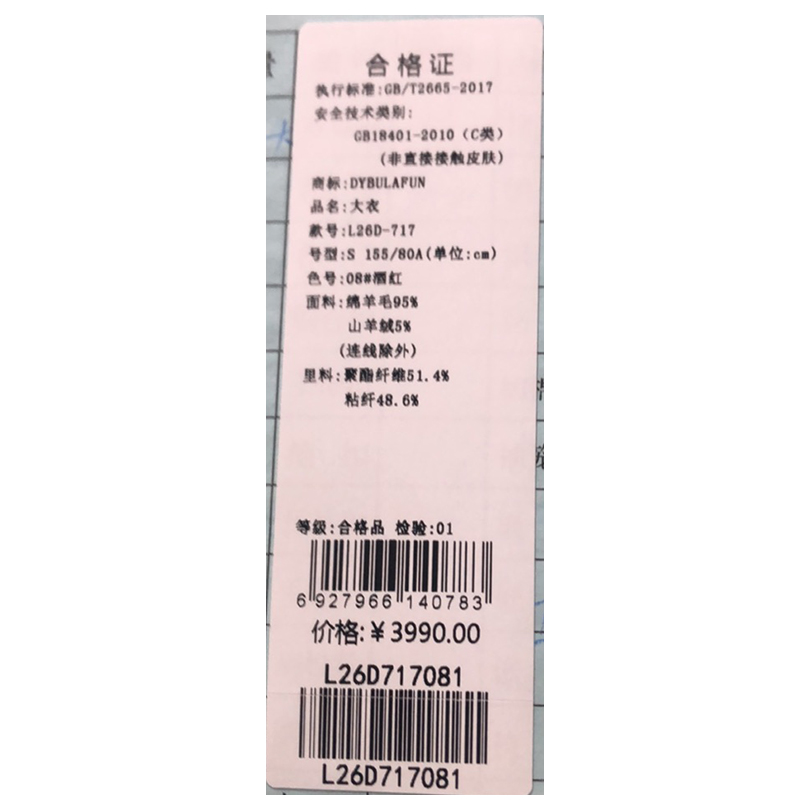 合格证
执行标准:GB/T2665-2017
安全技术类别:
GB18401-2010（C类）
(非直接接触皮肤)
商标:DYBULAFUN
品名:大衣
款号:L26D-717
号型:S 155/80A(单位:cm)
色号:08#酒红
面料:绵羊毛95%
山羊绒5%
(连线除外)
里料:聚酯纤维51.4%
粘纤48.6%
等级:合格品 检验:01
6 927966 140783
价格:¥3990.00
L26D717081
L26D717081